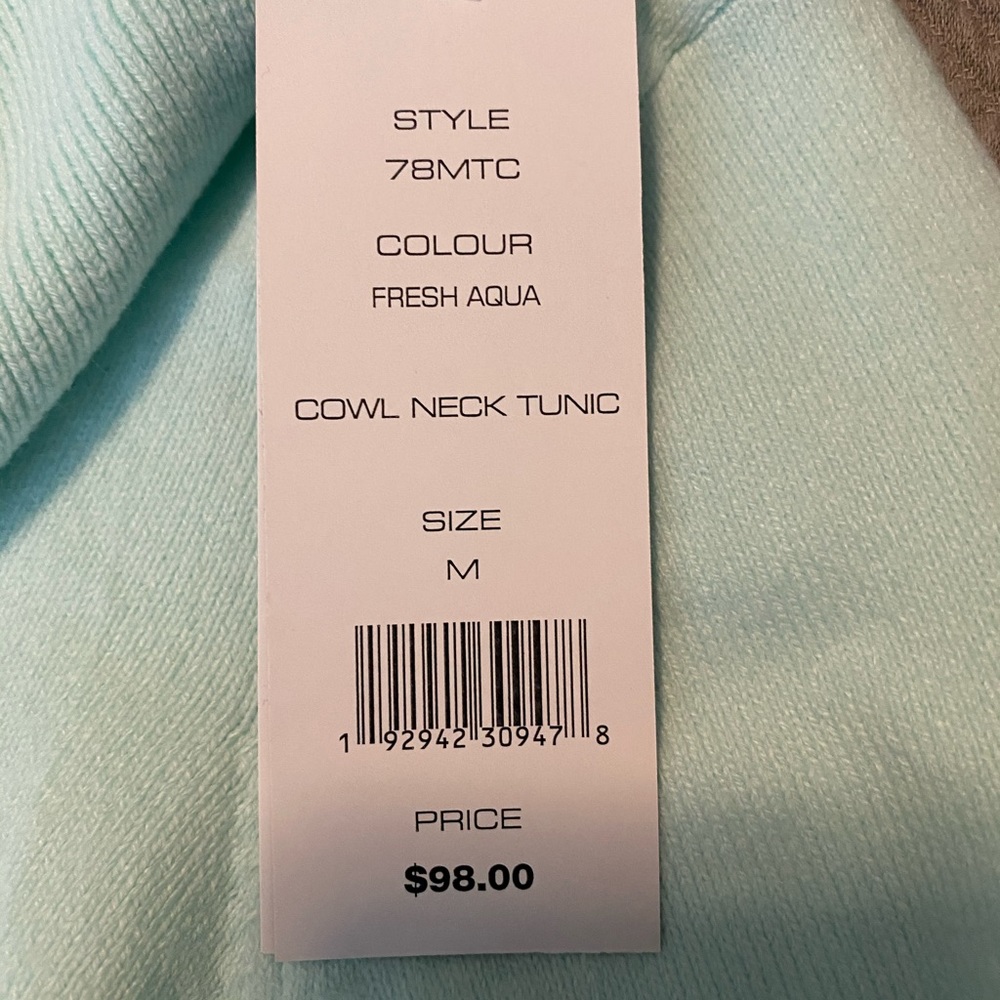 STYLE
78MTC
COLOUR
FRESH AQUA
COWL NECK TUNIC
SIZE
M
1 92942 30947 8
PRICE
$98.00